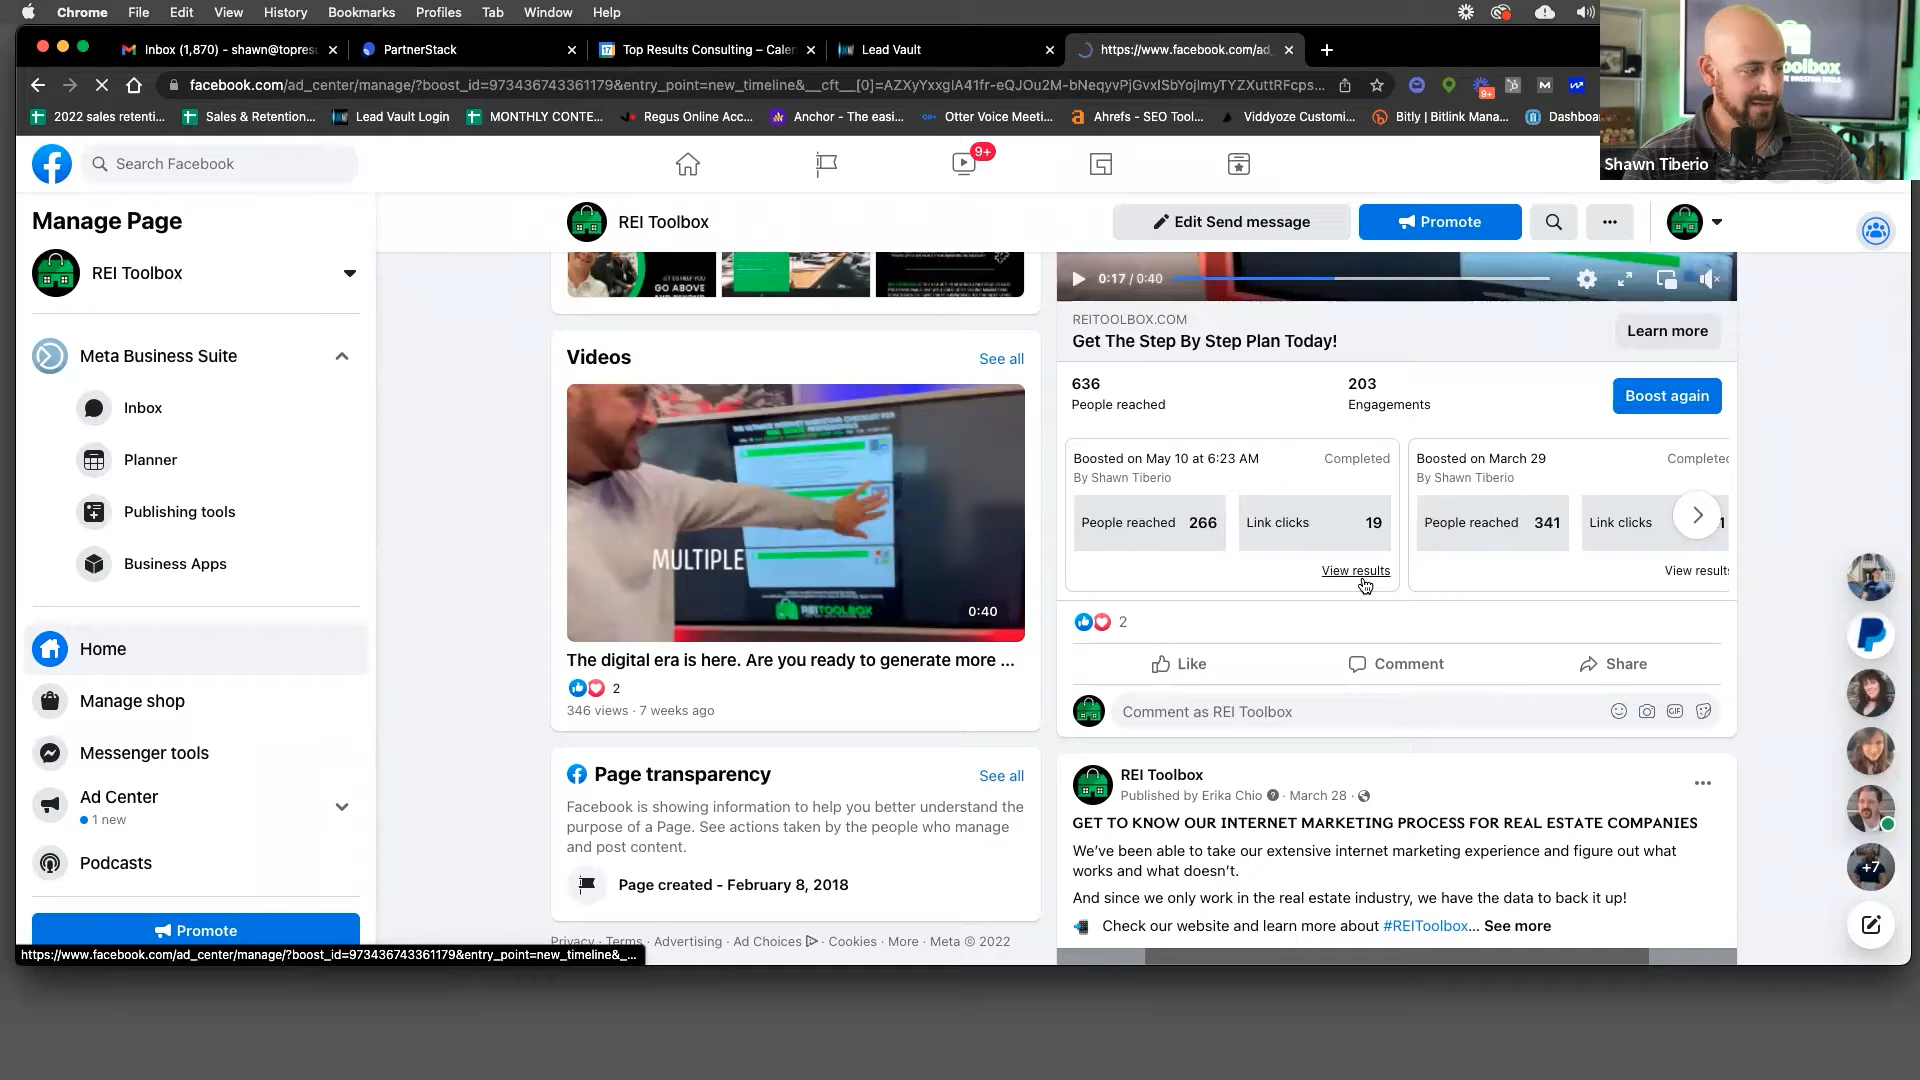 Chrome File Edit View History Bookmarks Profiles Tab Window Help
Inbox (1,870) - shawn@topresu PartnerStack Top Results Consulting – Calen Lead Vault https://www.facebook.com/ad_
facebook.com/ad_center/manage/?boost_id=973436743361179&entry_point=new_timeline&__cft__[0]=AZXyYxxglA41fr-eQJOu2M-bNeqyvPjGvxISbYojlmyTYZXuttRFcps... 9+
2022 sales retenti... Sales & Retention... Lead Vault Login MONTHLY CONTE... Regus Online Acc... Anchor - The easi... Otter Voice Meeti... Ahrefs - SEO Tool... Viddyoze Customi... Bitly | Bitlink Mana... Dashboa
Shawn Tiberio
Search Facebook 9+
Manage Page
REI Toolbox
Meta Business Suite
Inbox
Planner
Publishing tools
Business Apps
Home
Manage shop
Messenger tools
Ad Center
1 new
Podcasts
Promote
https://www.facebook.com/ad_center/manage/?boost_id=973436743361179&entry_point=new_timeline&_...
REI Toolbox Edit Send message Promote
LET US HELP YOU
GO ABOVE
Videos See all
MULTIPLE
REITOOLBOX
0:40
The digital era is here. Are you ready to generate more ...
2
346 views · 7 weeks ago
Page transparency See all
Facebook is showing information to help you better understand the
purpose of a Page. See actions taken by the people who manage
and post content.
Page created - February 8, 2018
Privacy · Terms · Advertising · Ad Choices · Cookies · More · Meta © 2022
0:17 / 0:40
REITOOLBOX.COM
Get The Step By Step Plan Today! Learn more
636 203
People reached Engagements Boost again
Boosted on May 10 at 6:23 AM Completed
By Shawn Tiberio
People reached 266 Link clicks 19
View results
Boosted on March 29 Completed
By Shawn Tiberio
People reached 341 Link clicks 1
View results
2
Like Comment Share
Comment as REI Toolbox GIF
REI Toolbox
Published by Erika Chio · March 28 ·
GET TO KNOW OUR INTERNET MARKETING PROCESS FOR REAL ESTATE COMPANIES
We've been able to take our extensive internet marketing experience and figure out what
works and what doesn't.
And since we only work in the real estate industry, we have the data to back it up!
Check our website and learn more about #REIToolbox... See more
+7